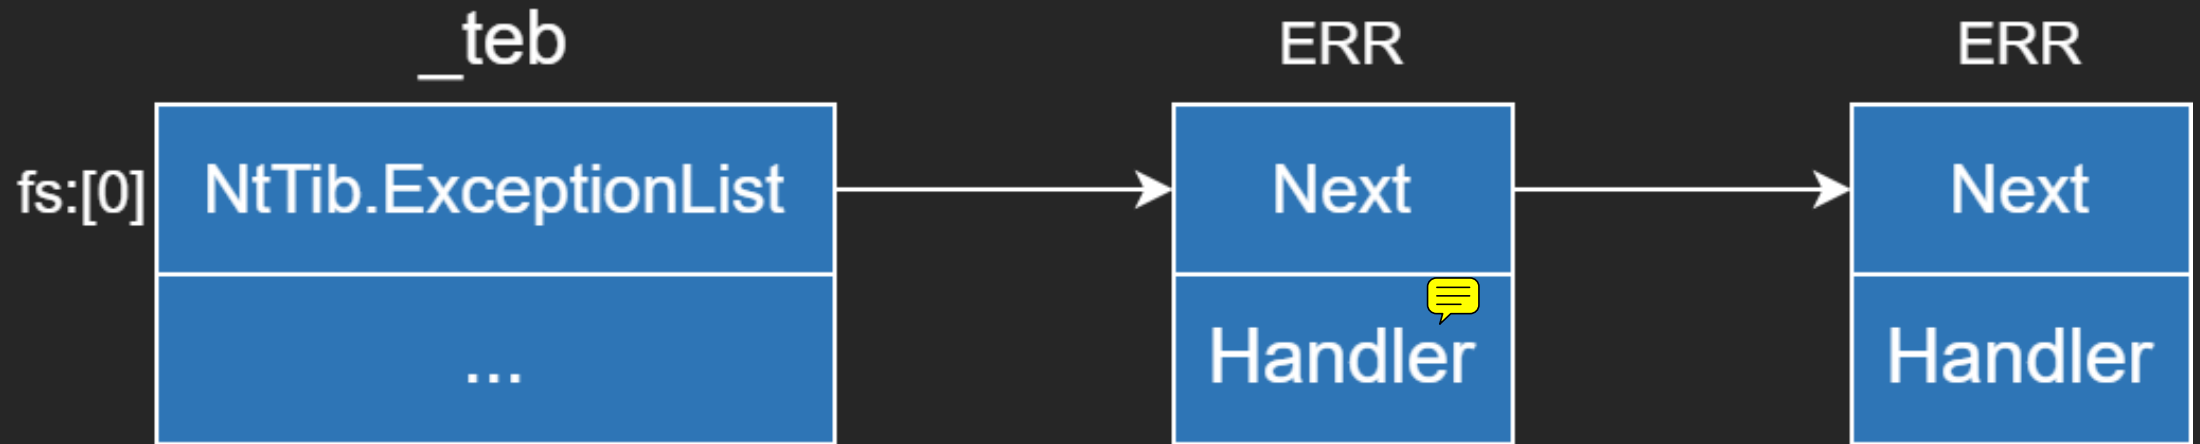 _teb
ERR
ERR
fs:[0]
NtTib.ExceptionList
Next
Next
...
Handler
Handler